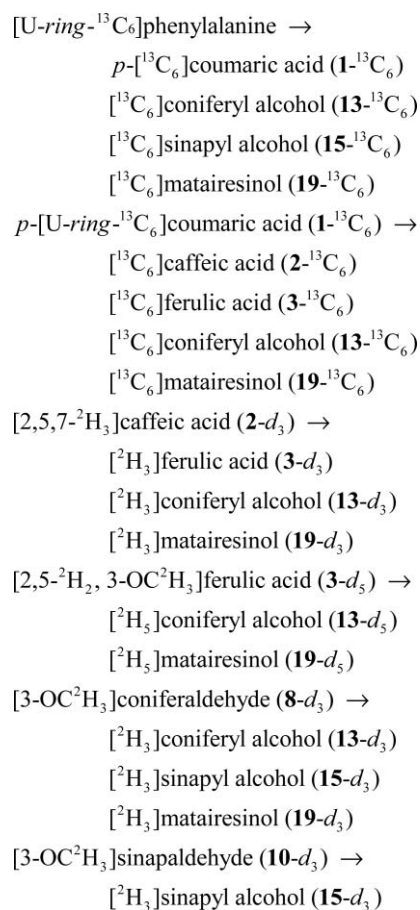 [U-ring-¹³C₆]phenylalanine →
p-[¹³C₆]coumaric acid (1-¹³C₆)
[¹³C₆]coniferyl alcohol (13-¹³C₆)
[¹³C₆]sinapyl alcohol (15-¹³C₆)
[¹³C₆]matairesinol (19-¹³C₆)
p-[U-ring-¹³C₆]coumaric acid (1-¹³C₆) →
[¹³C₆]caffeic acid (2-¹³C₆)
[¹³C₆]ferulic acid (3-¹³C₆)
[¹³C₆]coniferyl alcohol (13-¹³C₆)
[¹³C₆]matairesinol (19-¹³C₆)
[2,5,7-²H₃]caffeic acid (2-d₃) →
[²H₃]ferulic acid (3-d₃)
[²H₃]coniferyl alcohol (13-d₃)
[²H₃]matairesinol (19-d₃)
[2,5-²H₂, 3-OC²H₃]ferulic acid (3-d₅) →
[²H₅]coniferyl alcohol (13-d₅)
[²H₅]matairesinol (19-d₅)
[3-OC²H₃]coniferaldehyde (8-d₃) →
[²H₃]coniferyl alcohol (13-d₃)
[²H₃]sinapyl alcohol (15-d₃)
[²H₃]matairesinol (19-d₃)
[3-OC²H₃]sinapaldehyde (10-d₃) →
[²H₃]sinapyl alcohol (15-d₃)